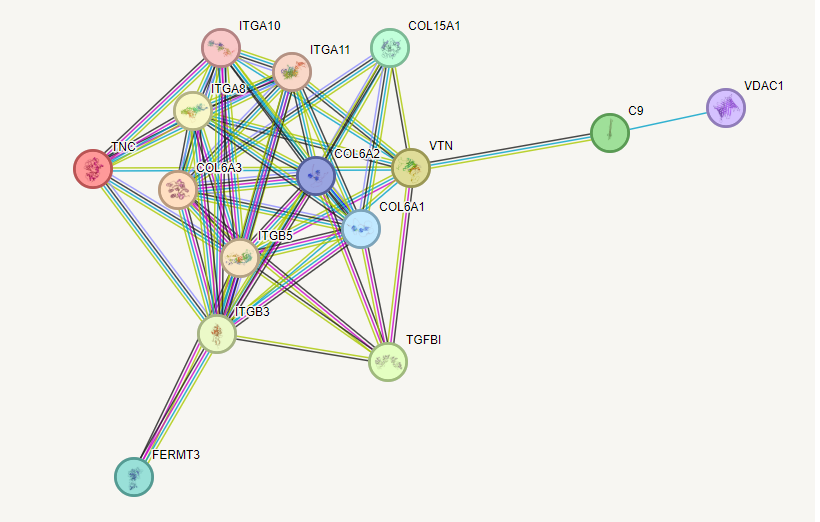 ITGA10
COL15A1
ITGA11
ITGA8
VDAC1
C9
TNC
COL6A2
VTN
COL6A3
COL6A1
ITGB5
ITGB3
TGFBI
FERMT3